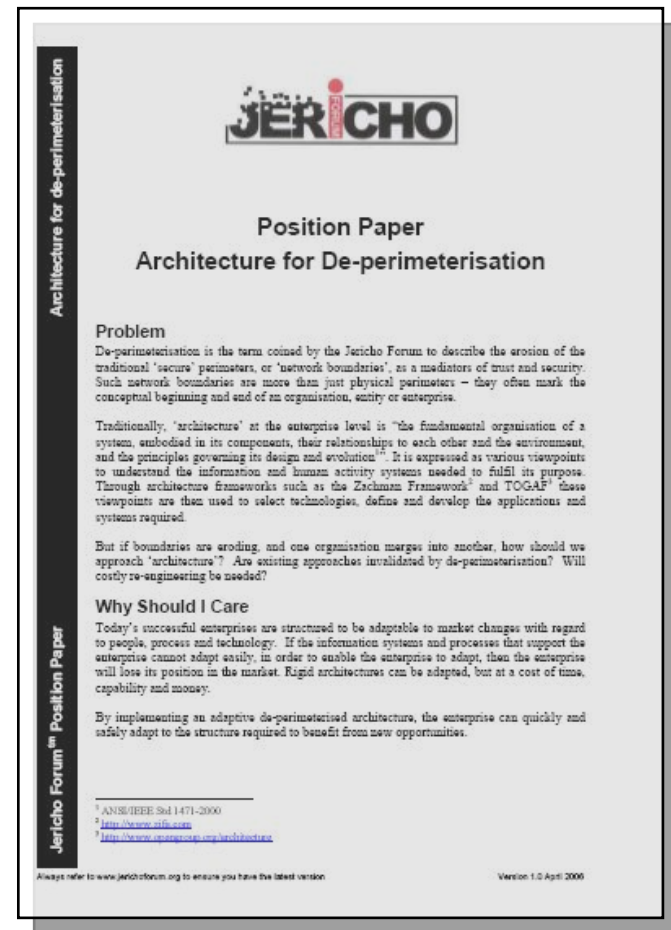 Architecture for de-perimeterisation
JERICHO
FORUM
Position Paper
Architecture for De-perimeterisation
Problem
De-perimeterisation is the term coined by the Jericho Forum to describe the erosion of the
traditional ‘secure’ perimeters, or ‘network boundaries’, as a mediators of trust and security.
Such network boundaries are more than just physical perimeters – they often mark the
conceptual beginning and end of an organisation, entity or enterprise.
Traditionally, ‘architecture’ at the enterprise level is “the fundamental organisation of a
system, embodied in its components, their relationships to each other and the environment,
and the principles governing its design and evolution¹”. It is expressed as various viewpoints
to understand the information and human activity systems needed to fulfil its purpose.
Through architecture frameworks such as the Zachman Framework² and TOGAF³ these
viewpoints are then used to select technologies, define and develop the applications and
systems required.
But if boundaries are eroding, and one organisation merges into another, how should we
approach ‘architecture’? Are existing approaches invalidated by de-perimeterisation? Will
costly re-engineering be needed?
Why Should I Care
Today’s successful enterprises are structured to be adaptable to market changes with regard
to people, process and technology. If the information systems and processes that support the
enterprise cannot adapt easily, in order to enable the enterprise to adapt, then the enterprise
will lose its position in the market. Rigid architectures can be adapted, but at a cost of time,
capability and money.
By implementing an adaptive de-perimeterised architecture, the enterprise can quickly and
safely adapt to the structure required to benefit from new opportunities.
Jericho Forum™ Position Paper
¹ ANSI/IEEE Std 1471-2000
² http://www.zifa.com
³ http://www.opengroup.org/architecture
Always refer to www.jerichoforum.org to ensure you have the latest version
Version 1.0 April 2006